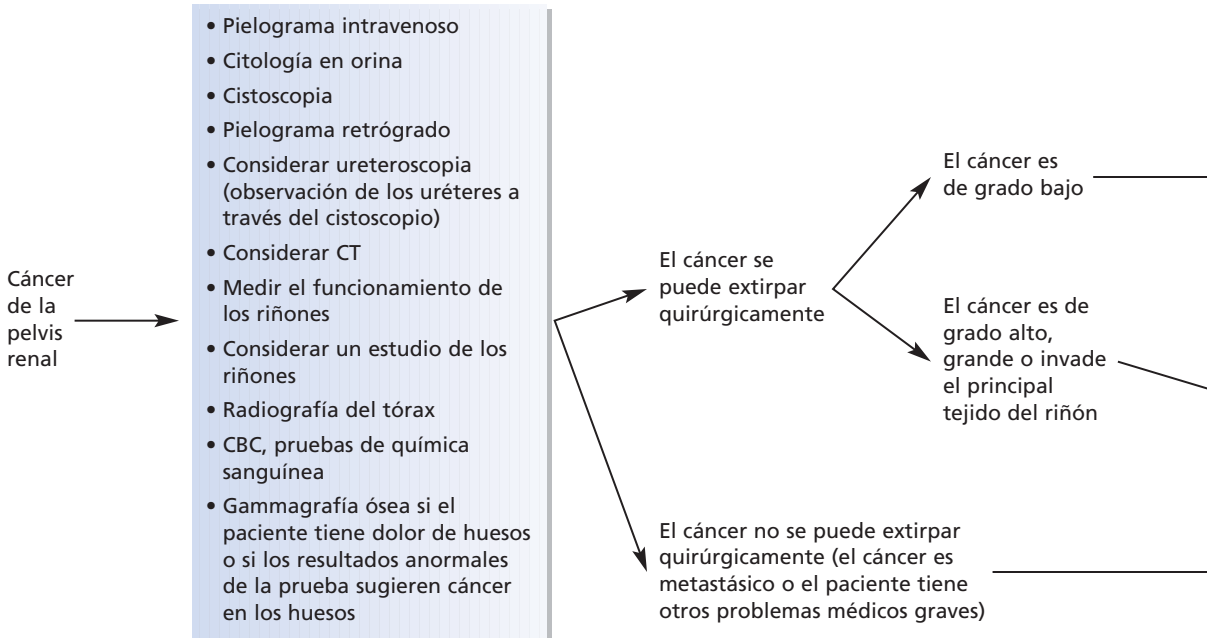 Cáncer
de la
pelvis
renal
• Pielograma intravenoso
• Citología en orina
• Cistoscopia
• Pielograma retrógrado
• Considerar ureteroscopia
(observación de los uréteres a
través del cistoscopio)
• Considerar CT
• Medir el funcionamiento de
los riñones
• Considerar un estudio de los
riñones
• Radiografía del tórax
• CBC, pruebas de química
sanguínea
• Gammagrafía ósea si el
paciente tiene dolor de huesos
o si los resultados anormales
de la prueba sugieren cáncer
en los huesos
El cáncer se
puede extirpar
quirúrgicamente
El cáncer es
de grado bajo
El cáncer es de
grado alto,
grande o invade
el principal
tejido del riñón
El cáncer no se puede extirpar
quirúrgicamente (el cáncer es
metastásico o el paciente tiene
otros problemas médicos graves)